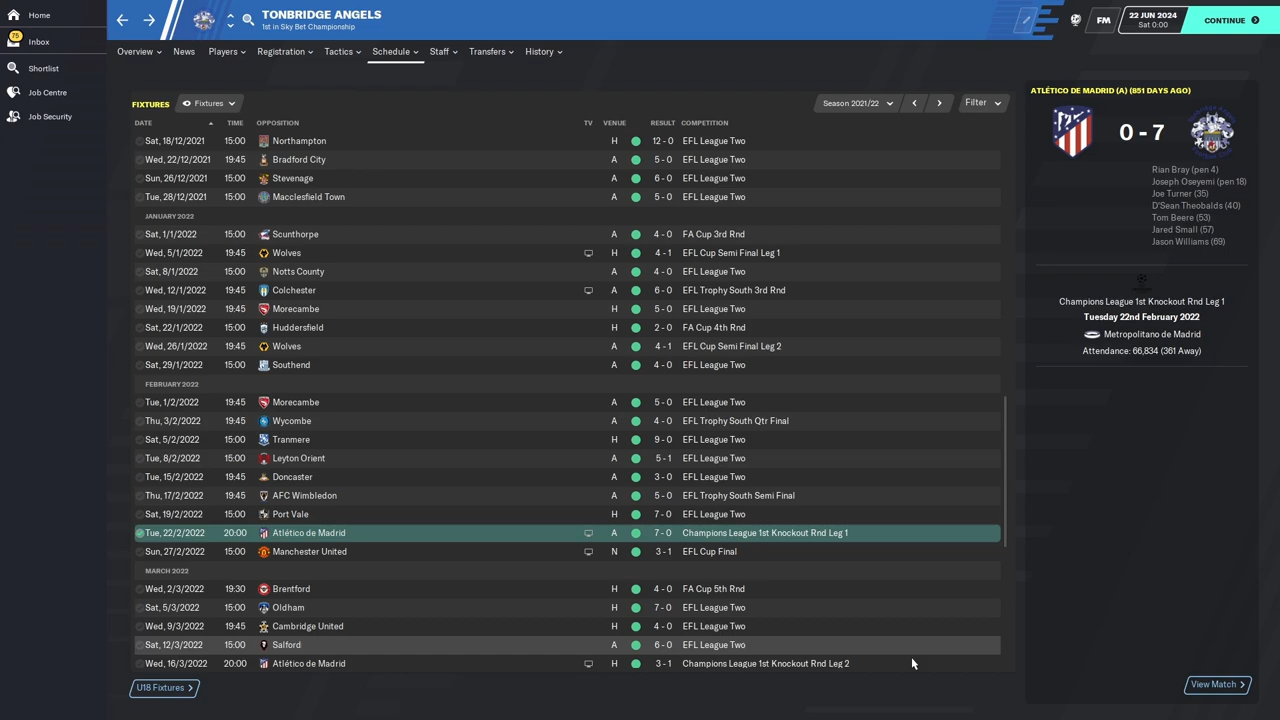 Home
75
Inbox
Shortlist
Job Centre
Job Security
TONBRIDGE ANGELS
1st in Sky Bet Championship
FM
22 JUN 2024
Sat 0:00
CONTINUE
Overview News Players Registration Tactics Schedule Staff Transfers History
FIXTURES Fixtures Season 2021/22 Filter
DATE TIME OPPOSITION TV VENUE RESULT COMPETITION
Sat, 18/12/2021 15:00 Northampton H 12 - 0 EFL League Two
Wed, 22/12/2021 19:45 Bradford City A 5 - 0 EFL League Two
Sun, 26/12/2021 15:00 Stevenage A 6 - 0 EFL League Two
Tue, 28/12/2021 15:00 Macclesfield Town A 5 - 0 EFL League Two
JANUARY 2022
Sat, 1/1/2022 15:00 Scunthorpe A 4 - 0 FA Cup 3rd Rnd
Wed, 5/1/2022 19:45 Wolves H 4 - 1 EFL Cup Semi Final Leg 1
Sat, 8/1/2022 15:00 Notts County A 4 - 0 EFL League Two
Wed, 12/1/2022 19:45 Colchester A 6 - 0 EFL Trophy South 3rd Rnd
Wed, 19/1/2022 19:45 Morecambe H 5 - 0 EFL League Two
Sat, 22/1/2022 15:00 Huddersfield H 2 - 0 FA Cup 4th Rnd
Wed, 26/1/2022 19:45 Wolves A 4 - 1 EFL Cup Semi Final Leg 2
Sat, 29/1/2022 15:00 Southend A 4 - 0 EFL League Two
FEBRUARY 2022
Tue, 1/2/2022 19:45 Morecambe A 5 - 0 EFL League Two
Thu, 3/2/2022 19:45 Wycombe A 4 - 0 EFL Trophy South Qtr Final
Sat, 5/2/2022 15:00 Tranmere H 9 - 0 EFL League Two
Tue, 8/2/2022 15:00 Leyton Orient A 5 - 1 EFL League Two
Tue, 15/2/2022 19:45 Doncaster A 3 - 0 EFL League Two
Thu, 17/2/2022 19:45 AFC Wimbledon A 5 - 0 EFL Trophy South Semi Final
Sat, 19/2/2022 15:00 Port Vale H 7 - 0 EFL League Two
Tue, 22/2/2022 20:00 Atlético de Madrid A 7 - 0 Champions League 1st Knockout Rnd Leg 1
Sun, 27/2/2022 15:00 Manchester United N 3 - 1 EFL Cup Final
MARCH 2022
Wed, 2/3/2022 19:30 Brentford H 4 - 0 FA Cup 5th Rnd
Sat, 5/3/2022 15:00 Oldham H 7 - 0 EFL League Two
Wed, 9/3/2022 19:45 Cambridge United H 4 - 0 EFL League Two
Sat, 12/3/2022 15:00 Salford A 6 - 0 EFL League Two
Wed, 16/3/2022 20:00 Atlético de Madrid H 3 - 1 Champions League 1st Knockout Rnd Leg 2
U18 Fixtures
ATLÉTICO DE MADRID (A) (851 DAYS AGO)
0 - 7
Rian Bray (pen 4)
Joseph Oseyemi (pen 18)
Joe Turner (35)
D'Sean Theobalds (40)
Tom Beere (53)
Jared Small (57)
Jason Williams (69)
Champions League 1st Knockout Rnd Leg 1
Tuesday 22nd February 2022
Metropolitano de Madrid
Attendance: 66,834 (361 Away)
View Match